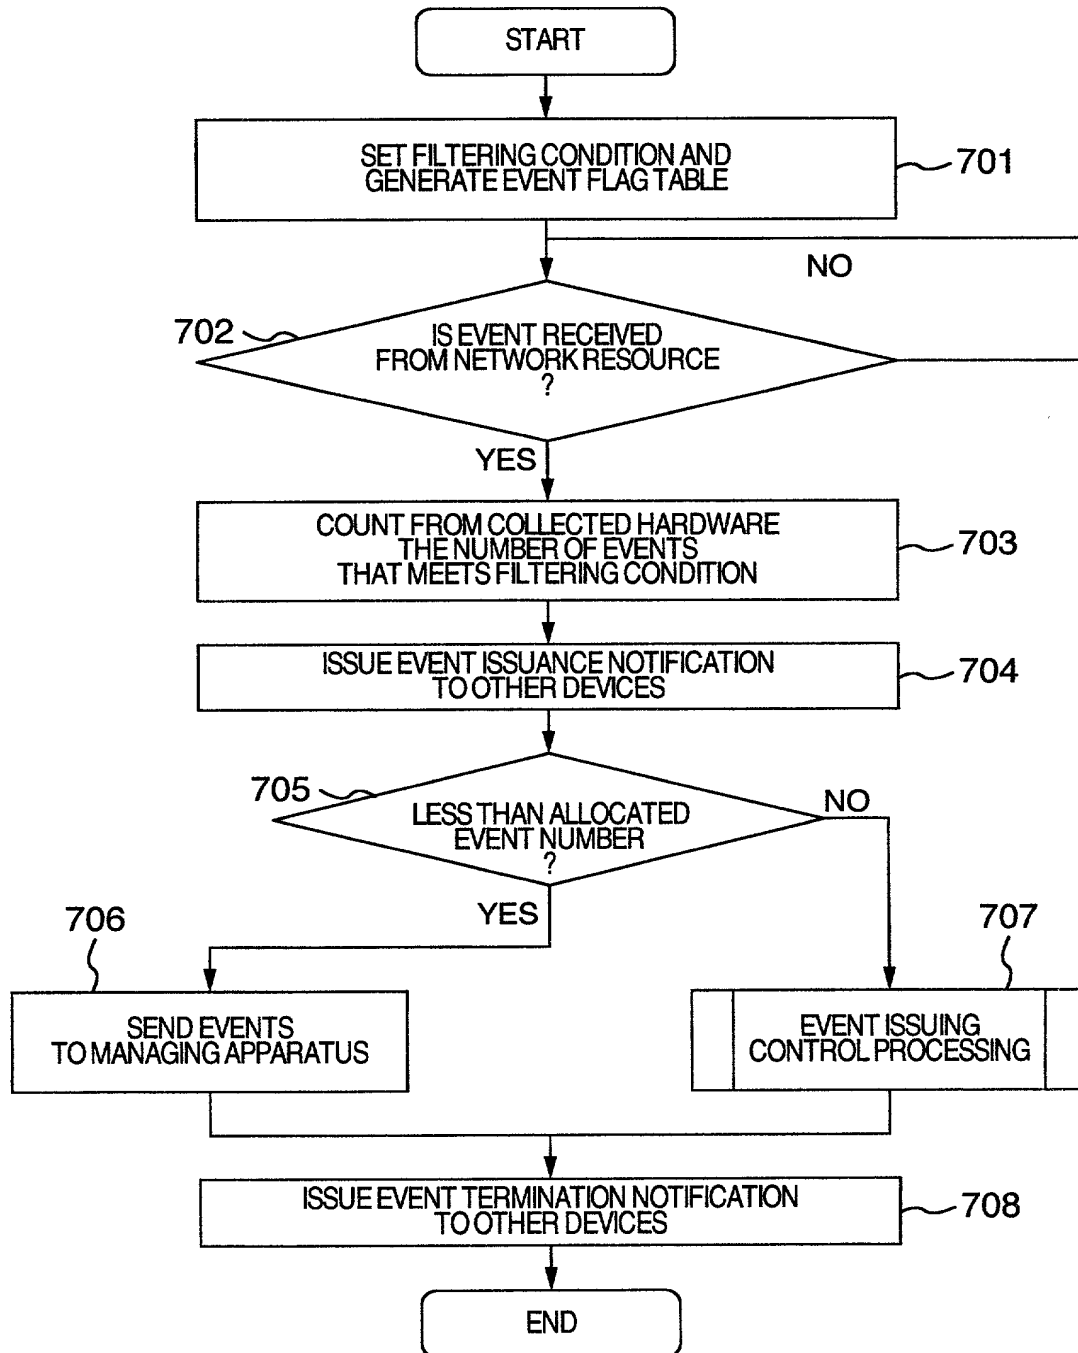 START
SET FILTERING CONDITION AND
GENERATE EVENT FLAG TABLE
701
NO
702
IS EVENT RECEIVED
FROM NETWORK RESOURCE
?
YES
COUNT FROM COLLECTED HARDWARE
THE NUMBER OF EVENTS
THAT MEETS FILTERING CONDITION
703
ISSUE EVENT ISSUANCE NOTIFICATION
TO OTHER DEVICES
704
705
LESS THAN ALLOCATED
EVENT NUMBER
?
NO
YES
706
707
SEND EVENTS
TO MANAGING APPARATUS
EVENT ISSUING
CONTROL PROCESSING
ISSUE EVENT TERMINATION NOTIFICATION
TO OTHER DEVICES
708
END